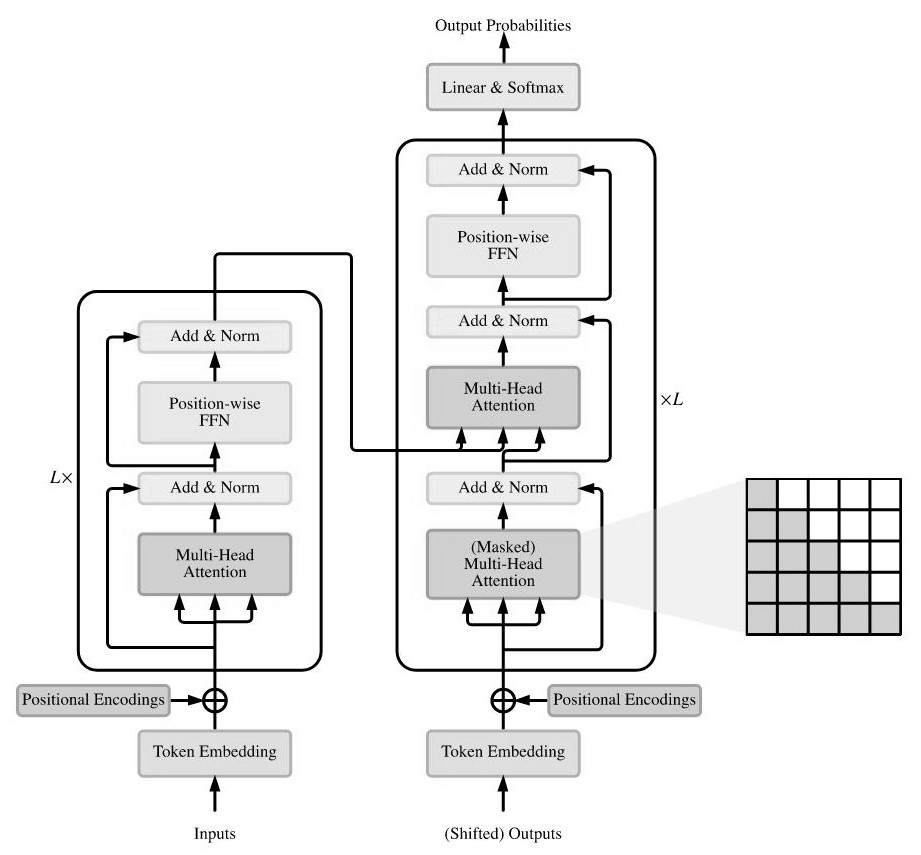 Output Probabilities
Linear & Softmax
Add & Norm
Position-wise
FFN
Add & Norm
Multi-Head
Attention
×L
Add & Norm
(Masked)
Multi-Head
Attention
Positional Encodings
Token Embedding
(Shifted) Outputs
Add & Norm
Position-wise
FFN
L×
Add & Norm
Multi-Head
Attention
Positional Encodings
Token Embedding
Inputs